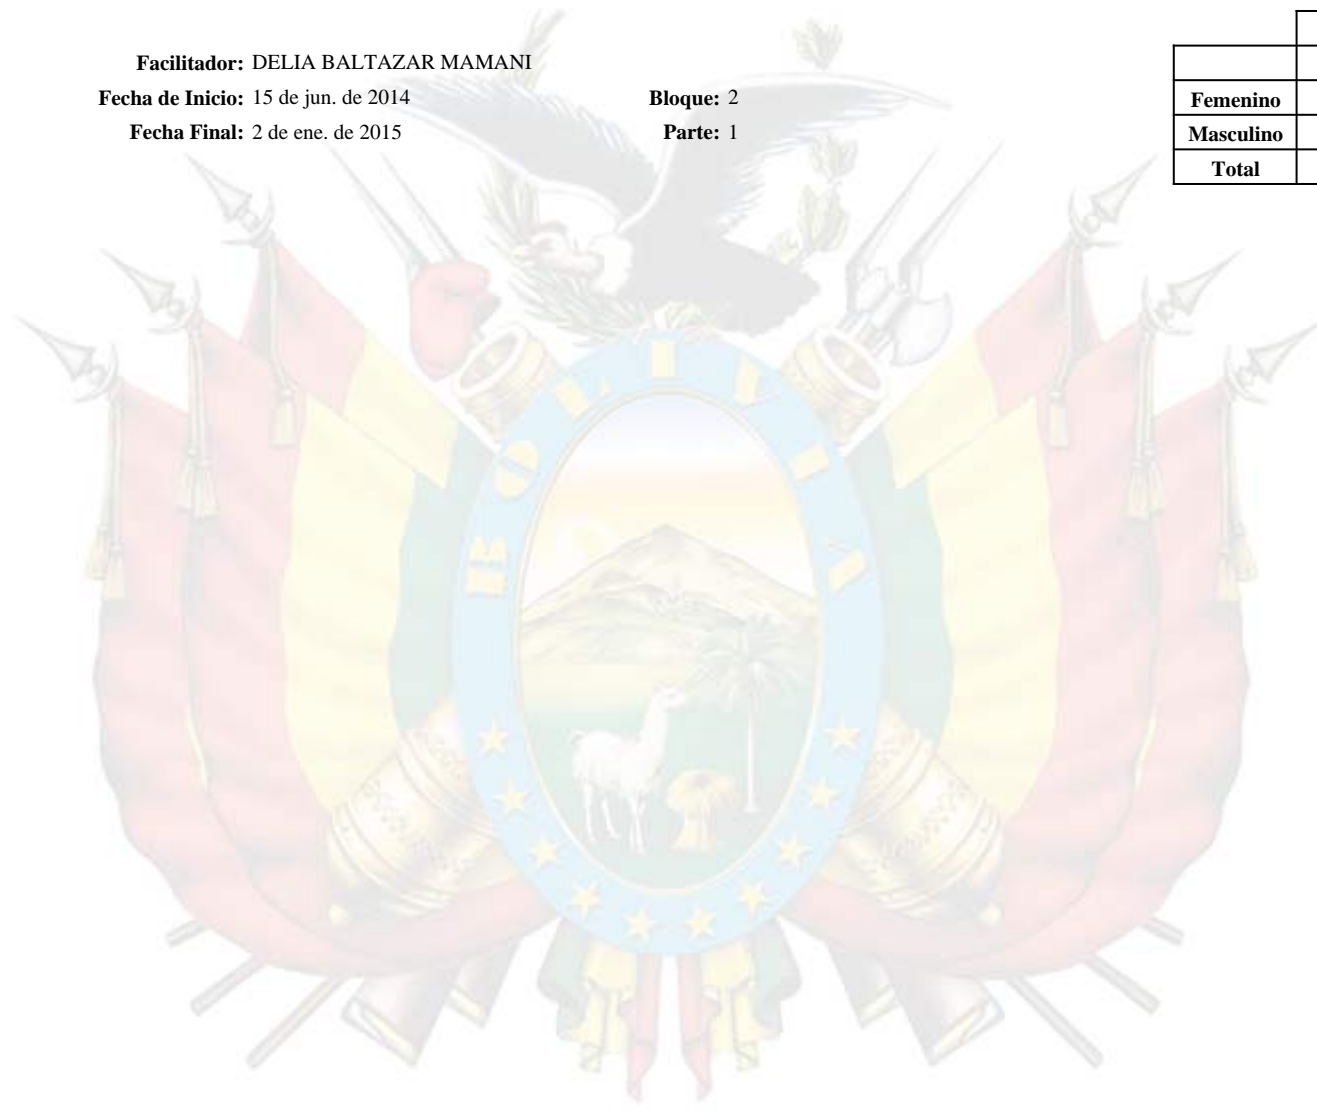 Facilitador: DELIA BALTAZAR MAMANI
Fecha de Inicio: 15 de jun. de 2014 Bloque: 2
Femenino
Fecha Final: 2 de ene. de 2015 Parte: 1
Masculino
Total
BOLIVIA